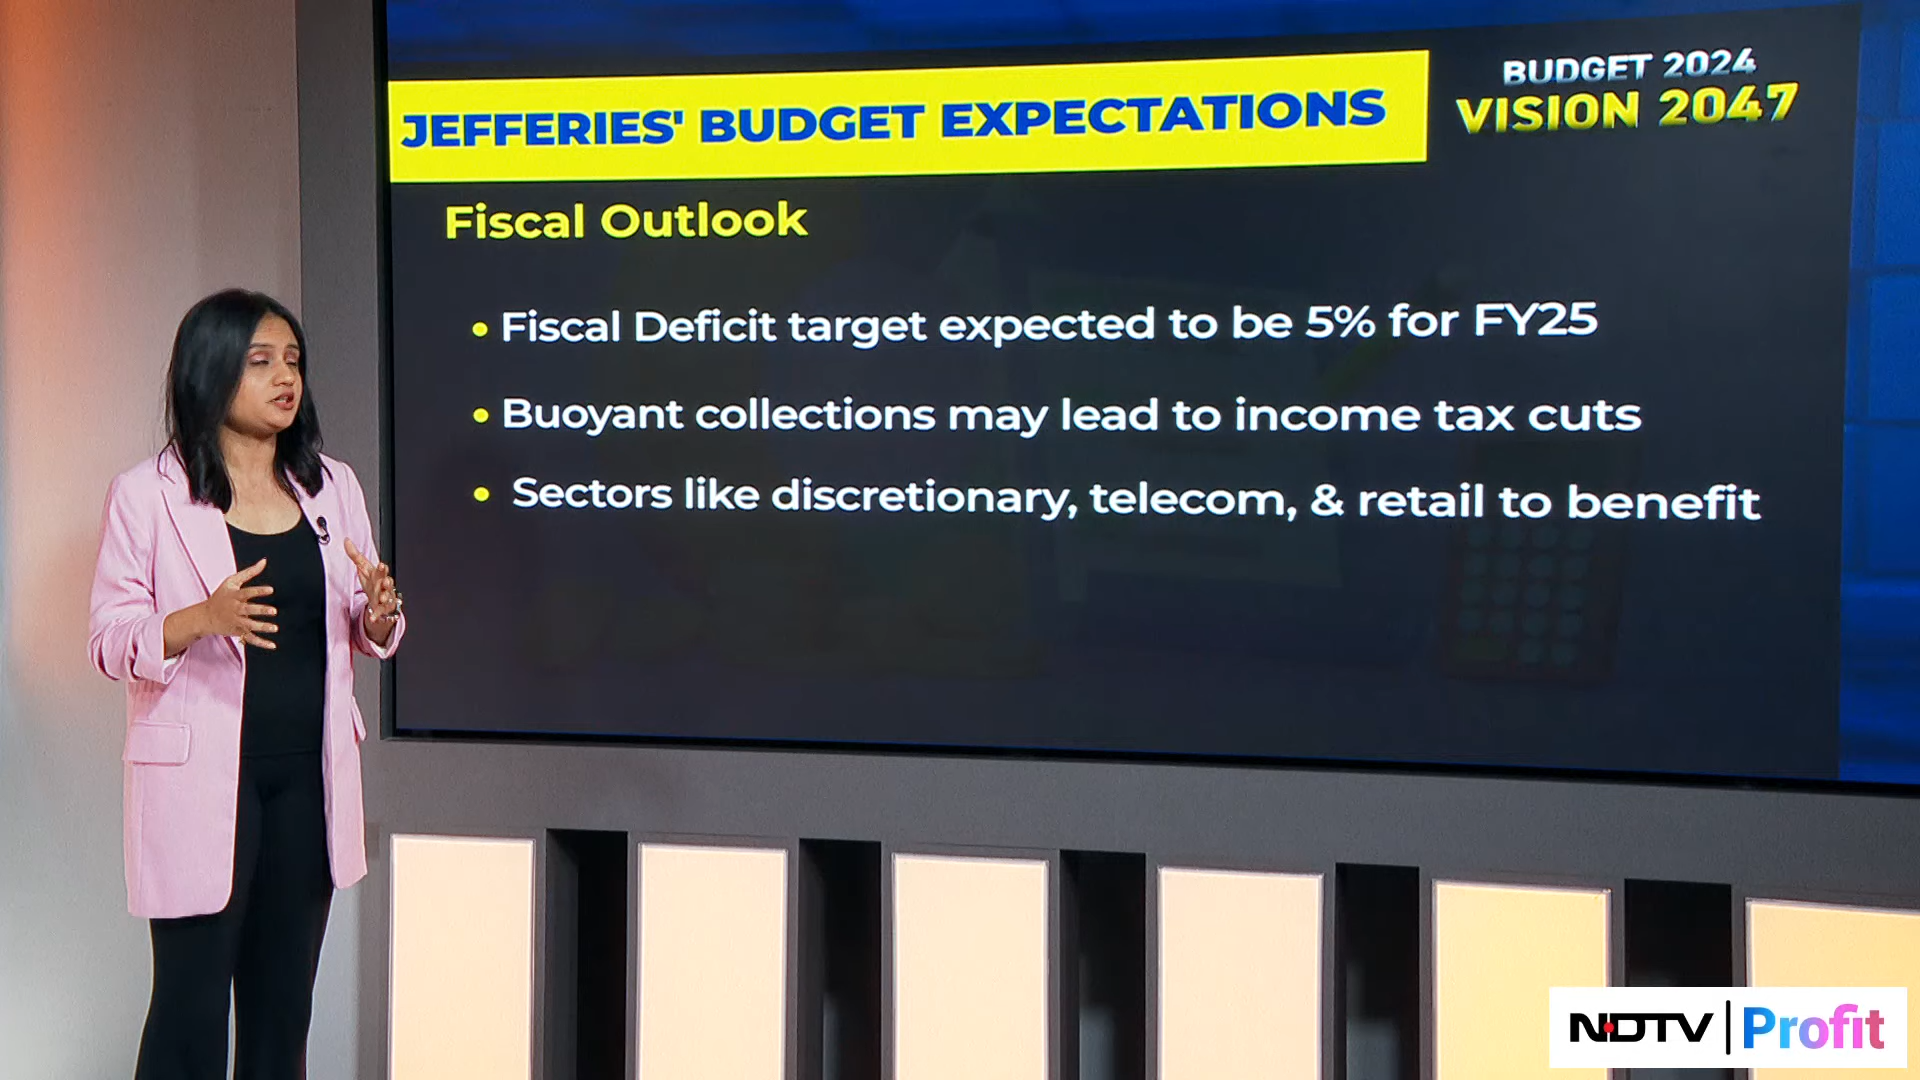 JEFFERIES' BUDGET EXPECTATIONS
BUDGET 2024
VISION 2047
Fiscal Outlook
• Fiscal Deficit target expected to be 5% for FY25
• Buoyant collections may lead to income tax cuts
• Sectors like discretionary, telecom, & retail to benefit
NDTV | Profit